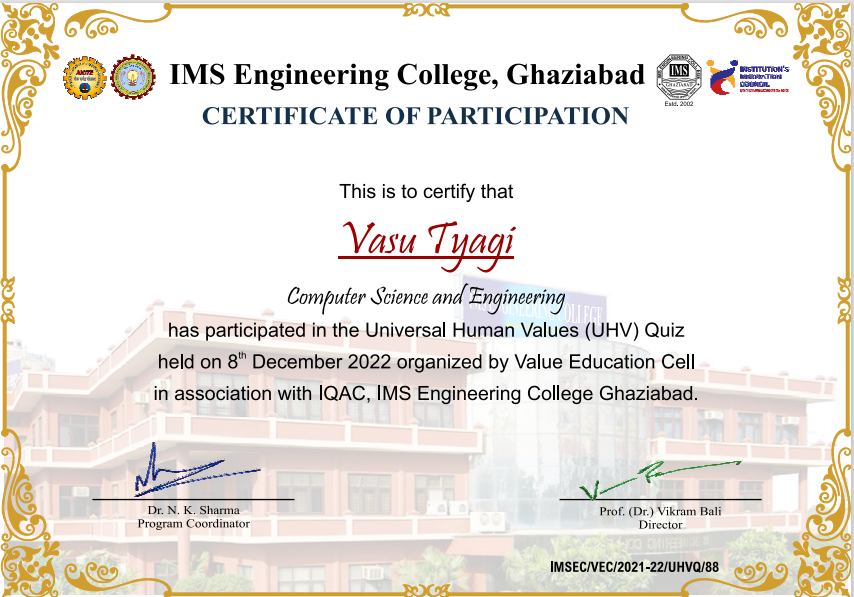 IMS Engineering College, Ghaziabad
CERTIFICATE OF PARTICIPATION
AICTE
IMS
GHAZIABAD
Estd. 2002
INSTITUTION'S
INNOVATION
COUNCIL
This is to certify that
Vasu Tyagi
Computer Science and Engineering
has participated in the Universal Human Values (UHV) Quiz
held on 8th December 2022 organized by Value Education Cell
in association with IQAC, IMS Engineering College Ghaziabad.
Dr. N. K. Sharma
Program Coordinator
Prof. (Dr.) Vikram Bali
Director
IMSEC/VEC/2021-22/UHVQ/88